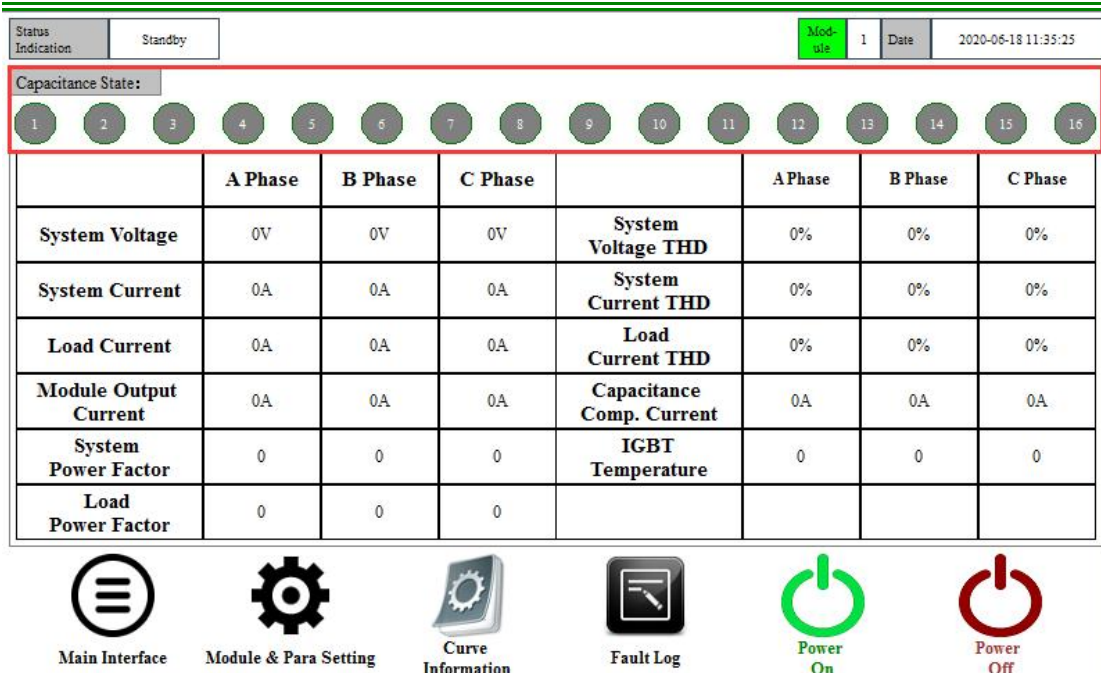 Status Indication Standby Mod-ule 1 Date 2020-06-18 11:35:25
Capacitance State:
1 2 3 4 5 6 7 8 9 10 11 12 13 14 15 16
A Phase B Phase C Phase A Phase B Phase C Phase
System Voltage 0V 0V 0V System Voltage THD 0% 0% 0%
System Current 0A 0A 0A System Current THD 0% 0% 0%
Load Current 0A 0A 0A Load Current THD 0% 0% 0%
Module Output Current 0A 0A 0A Capacitance Comp. Current 0A 0A 0A
System Power Factor 0 0 0 IGBT Temperature 0 0 0
Load Power Factor 0 0 0
Main Interface Module & Para Setting Curve Information Fault Log Power On Power Off